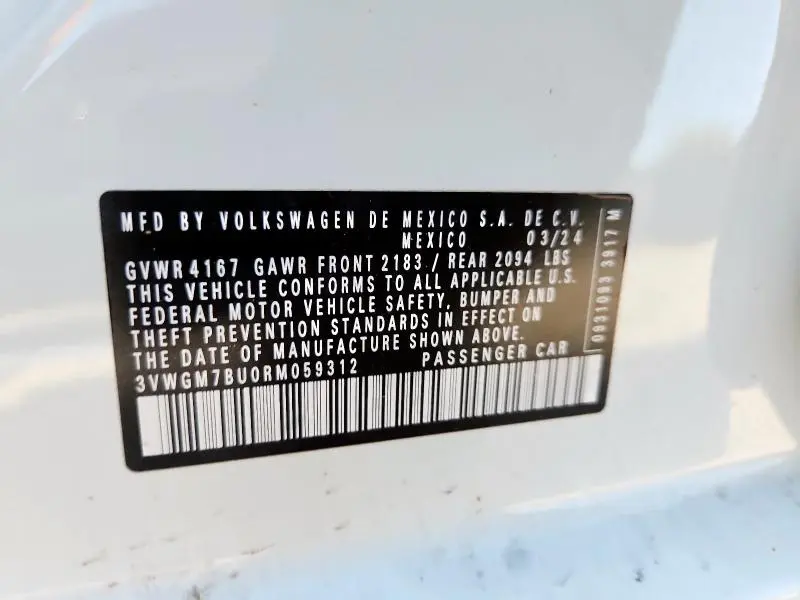 MFD BY VOLKSWAGEN DE MEXICO S.A. DE C.V.
MEXICO 03/24
GVWR 4167 GAWR FRONT 2183 / REAR 2094 LBS
THIS VEHICLE CONFORMS TO ALL APPLICABLE U.S.
FEDERAL MOTOR VEHICLE SAFETY, BUMPER AND
THEFT PREVENTION STANDARDS IN EFFECT ON
THE DATE OF MANUFACTURE SHOWN ABOVE.
3VWGM7BU0RM059312 PASSENGER CAR
0931093 3917 M